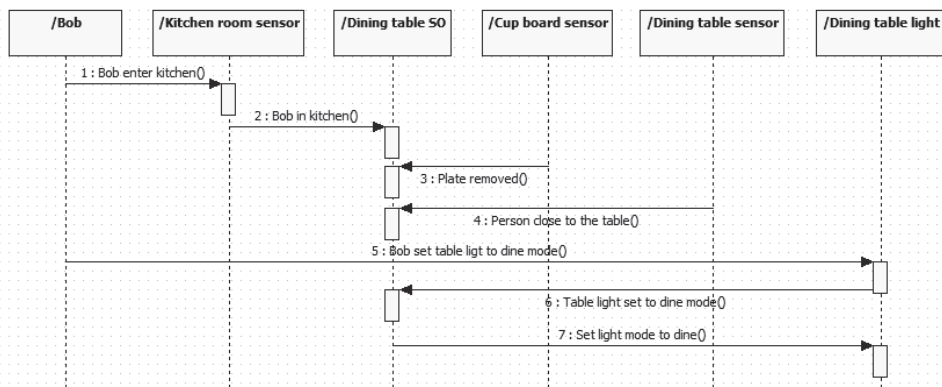 /Bob
/Kitchen room sensor
/Dining table SO
/Cup board sensor
/Dining table sensor
/Dining table light
1 : Bob enter kitchen()
2 : Bob in kitchen()
3 : Plate removed()
4 : Person close to the table()
5 : Bob set table ligt to dine mode()
6 : Table light set to dine mode()
7 : Set light mode to dine()